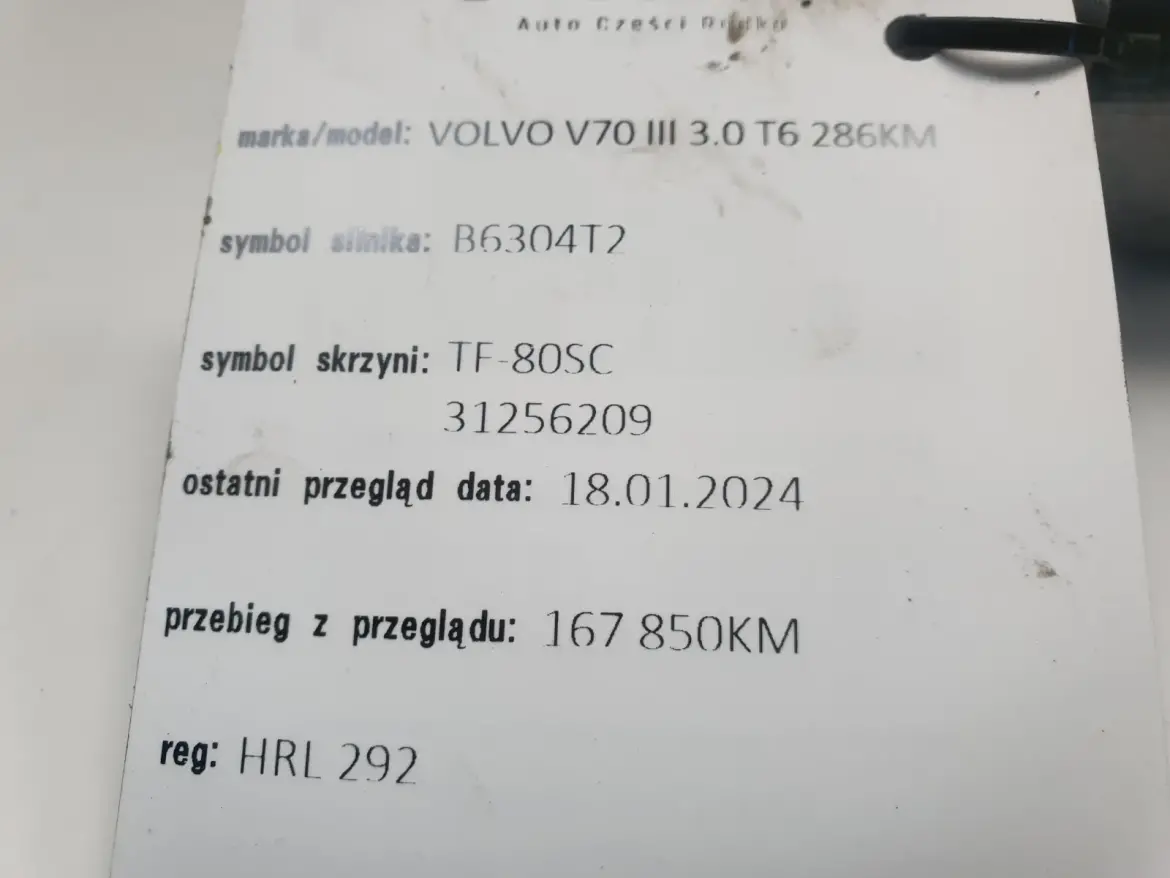 Auto Części Rudko
marka/model: VOLVO V70 III 3.0 T6 286KM
symbol silnika: B6304T2
symbol skrzyni: TF-80SC
31256209
ostatni przegląd data: 18.01.2024
przebieg z przeglądu: 167 850KM
reg: HRL 292